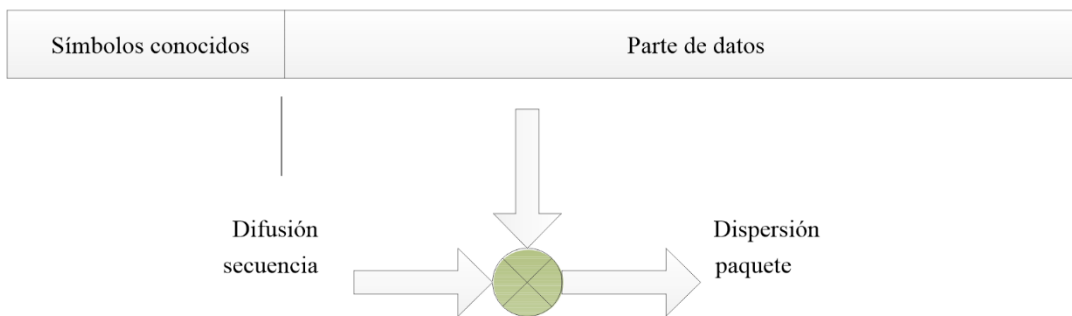 Símbolos conocidos
Parte de datos
Difusión
secuencia
Dispersión
paquete